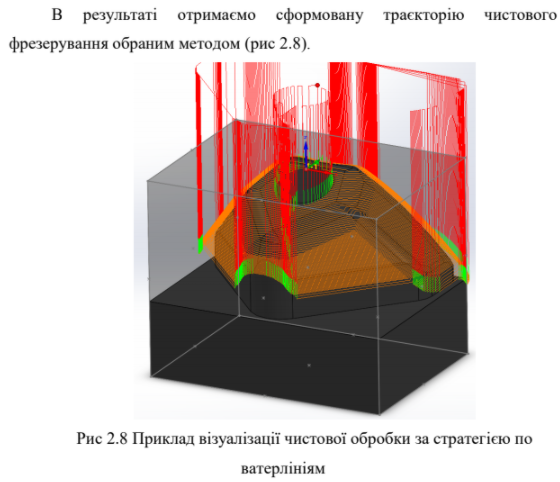 В результаті отримаємо сформовану траєкторію чистового
фрезерування обраним методом (рис 2.8).
Рис 2.8 Приклад візуалізації чистової обробки за стратегією по
ватерлініям